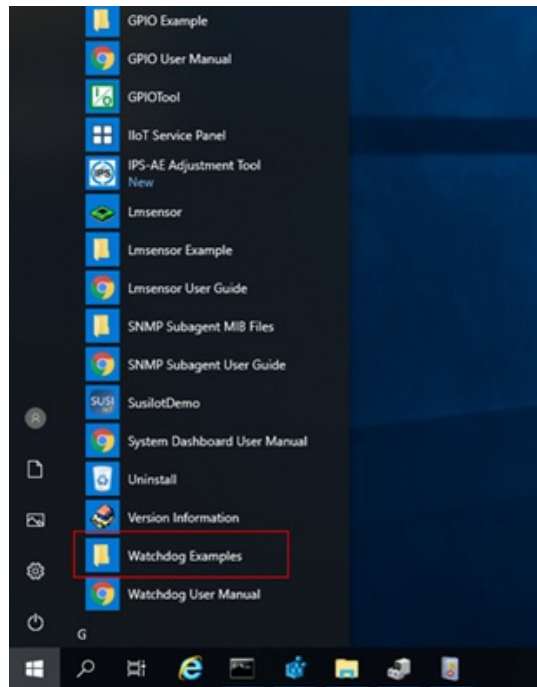 GPIO Example
GPIO User Manual
GPIOTool
IIoT Service Panel
IPS-AE Adjustment Tool
New
Lmsensor
Lmsensor Example
Lmsensor User Guide
SNMP Subagent MIB Files
SNMP Subagent User Guide
SUSI
SusiIotDemo
System Dashboard User Manual
Uninstall
Version Information
Watchdog Examples
Watchdog User Manual
G